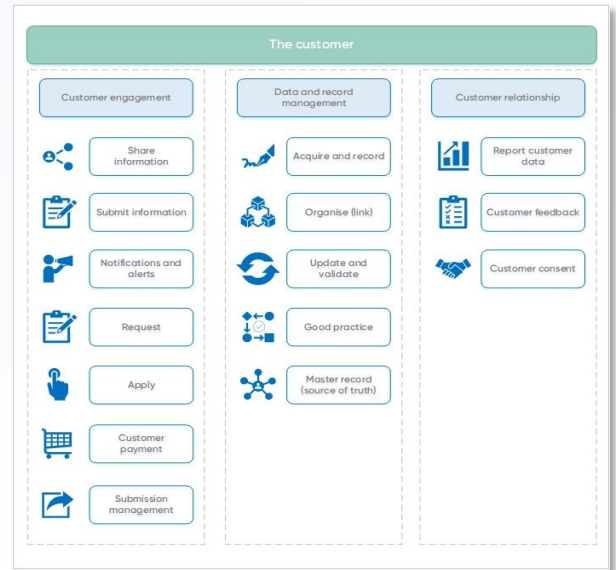 The customer
Customer engagement
Share
information
Submit information
Notifications and
alerts
Request
Apply
Customer
payment
Submission
management
Data and record
management
Acquire and record
Organise (link)
Update and
validate
Good practice
Master record
(source of truth)
Customer relationship
Report customer
data
Customer feedback
Customer consent